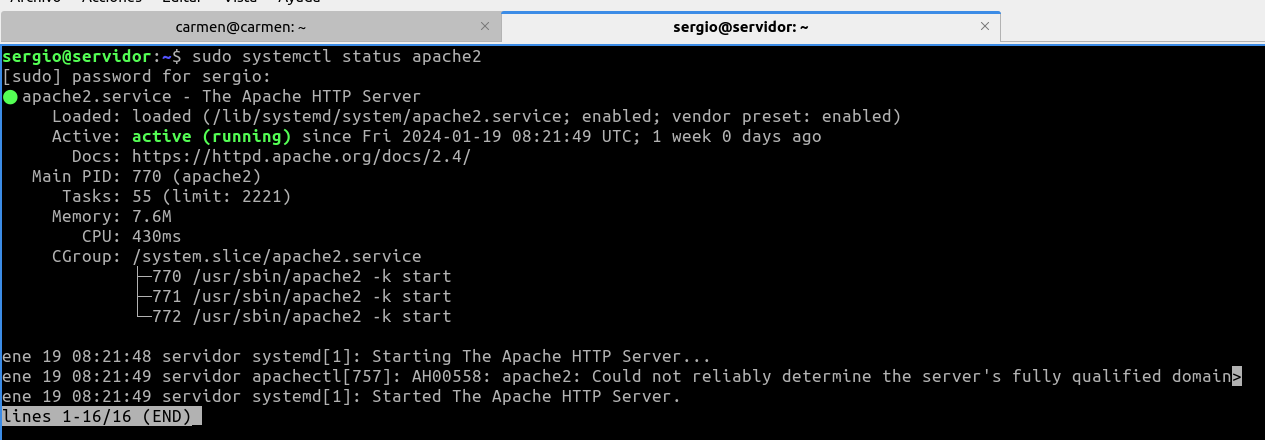 Archivo Acciones Editar Vista Ayuda
carmen@carmen: ~ × sergio@servidor: ~ ×
sergio@servidor:~$ sudo systemctl status apache2
[sudo] password for sergio:
● apache2.service - The Apache HTTP Server
Loaded: loaded (/lib/systemd/system/apache2.service; enabled; vendor preset: enabled)
Active: active (running) since Fri 2024-01-19 08:21:49 UTC; 1 week 0 days ago
Docs: https://httpd.apache.org/docs/2.4/
Main PID: 770 (apache2)
Tasks: 55 (limit: 2221)
Memory: 7.6M
CPU: 430ms
CGroup: /system.slice/apache2.service
├─770 /usr/sbin/apache2 -k start
├─771 /usr/sbin/apache2 -k start
└─772 /usr/sbin/apache2 -k start
ene 19 08:21:48 servidor systemd[1]: Starting The Apache HTTP Server...
ene 19 08:21:49 servidor apachectl[757]: AH00558: apache2: Could not reliably determine the server's fully qualified domain>
ene 19 08:21:49 servidor systemd[1]: Started The Apache HTTP Server.
lines 1-16/16 (END)